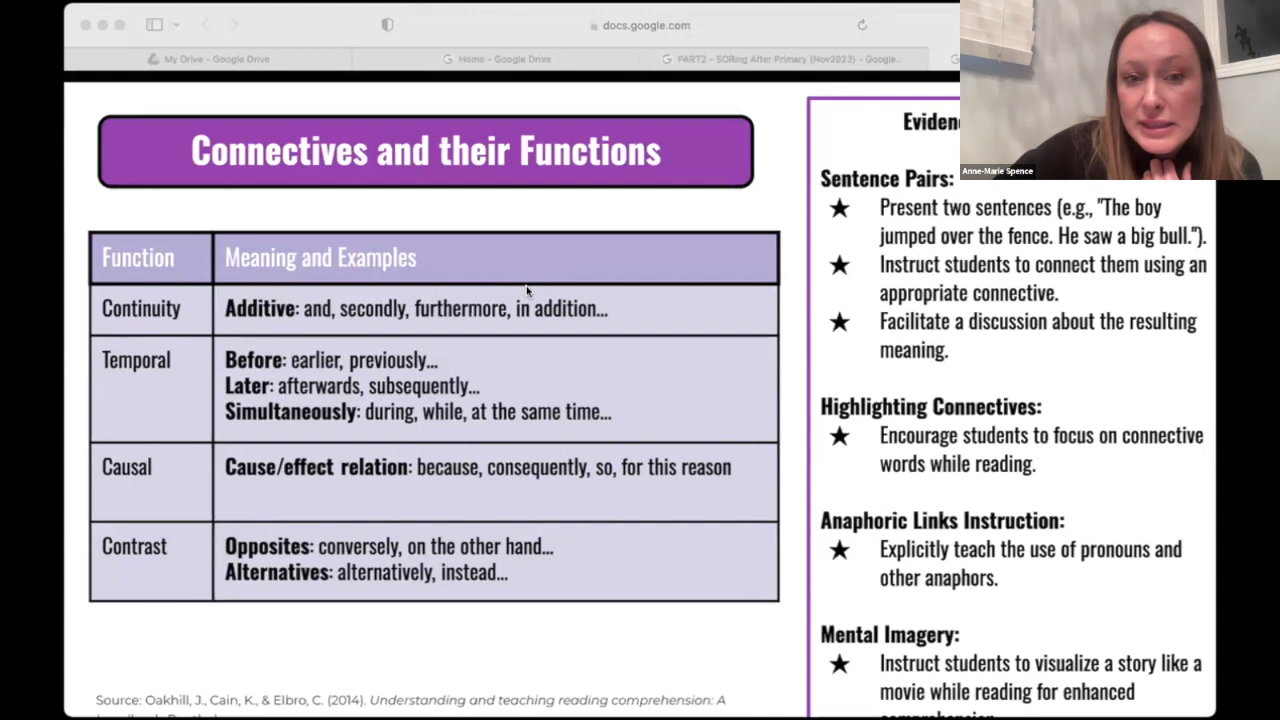 docs.google.com
My Drive - Google Drive
Home - Google Drive
PART2 - SORing After Primary (Nov2023) - Google...
Anne-Marie Spence
Connectives and their Functions
Function
Meaning and Examples
Continuity
Additive: and, secondly, furthermore, in addition...
Temporal
Before: earlier, previously...
Later: afterwards, subsequently...
Simultaneously: during, while, at the same time...
Causal
Cause/effect relation: because, consequently, so, for this reason
Contrast
Opposites: conversely, on the other hand...
Alternatives: alternatively, instead...
Source: Oakhill, J., Cain, K., & Elbro, C. (2014). Understanding and teaching reading comprehension: A
Sentence Pairs:
★ Present two sentences (e.g., "The boy
jumped over the fence. He saw a big bull.").
★ Instruct students to connect them using an
appropriate connective.
★ Facilitate a discussion about the resulting
meaning.
Highlighting Connectives:
★ Encourage students to focus on connective
words while reading.
Anaphoric Links Instruction:
★ Explicitly teach the use of pronouns and
other anaphors.
Mental Imagery:
★ Instruct students to visualize a story like a
movie while reading for enhanced